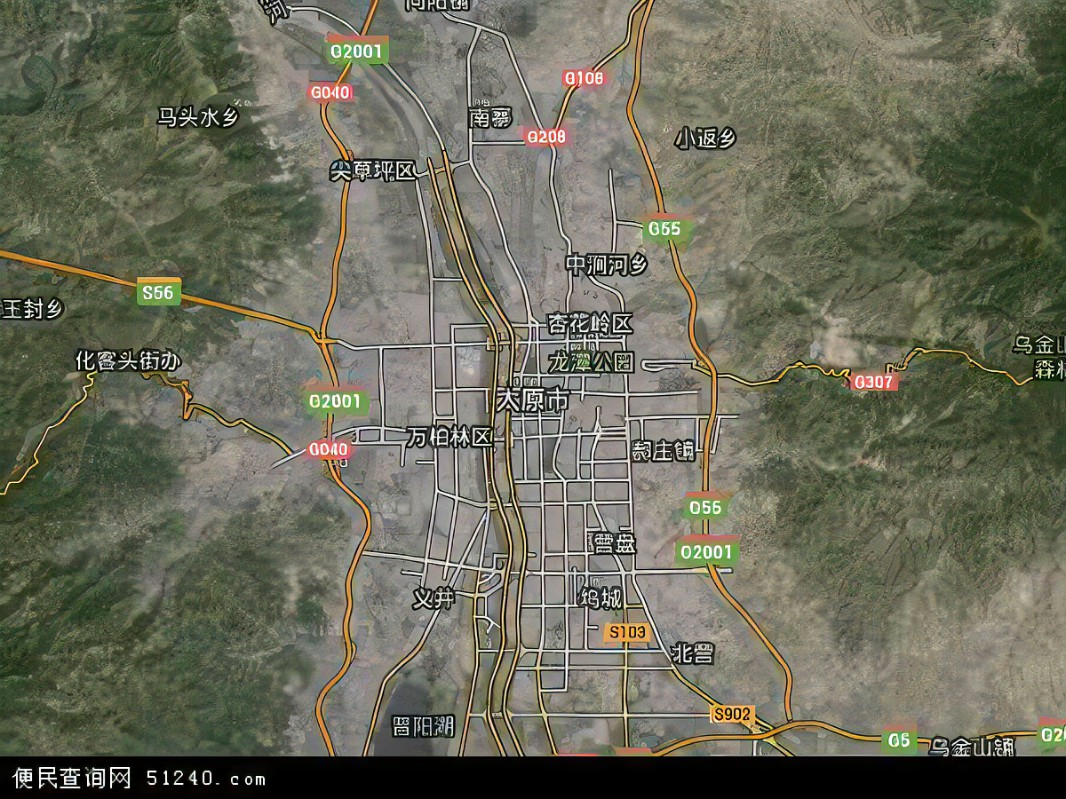 河
向阳镇
G2001
G040
G108
马头水乡
南翠
G208
小返乡
尖草坪区
G55
中涧河乡
S56
王封乡
杏花岭区
化客头街办
龙潭公园
乌金山
森林
G307
G2001
太原市
万柏林区
郝庄镇
G040
G55
G2001
营盘
义井
坞城
S103
北营
晋阳湖
S902
G5
乌金山镇
G20
便民查询网 51240.com